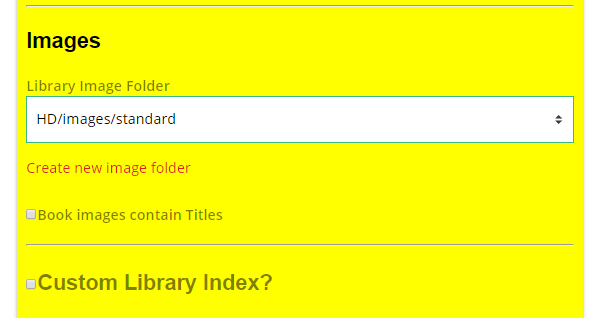 Images
Library Image Folder
HD/images/standard
Create new image folder
Book images contain Titles
Custom Library Index?